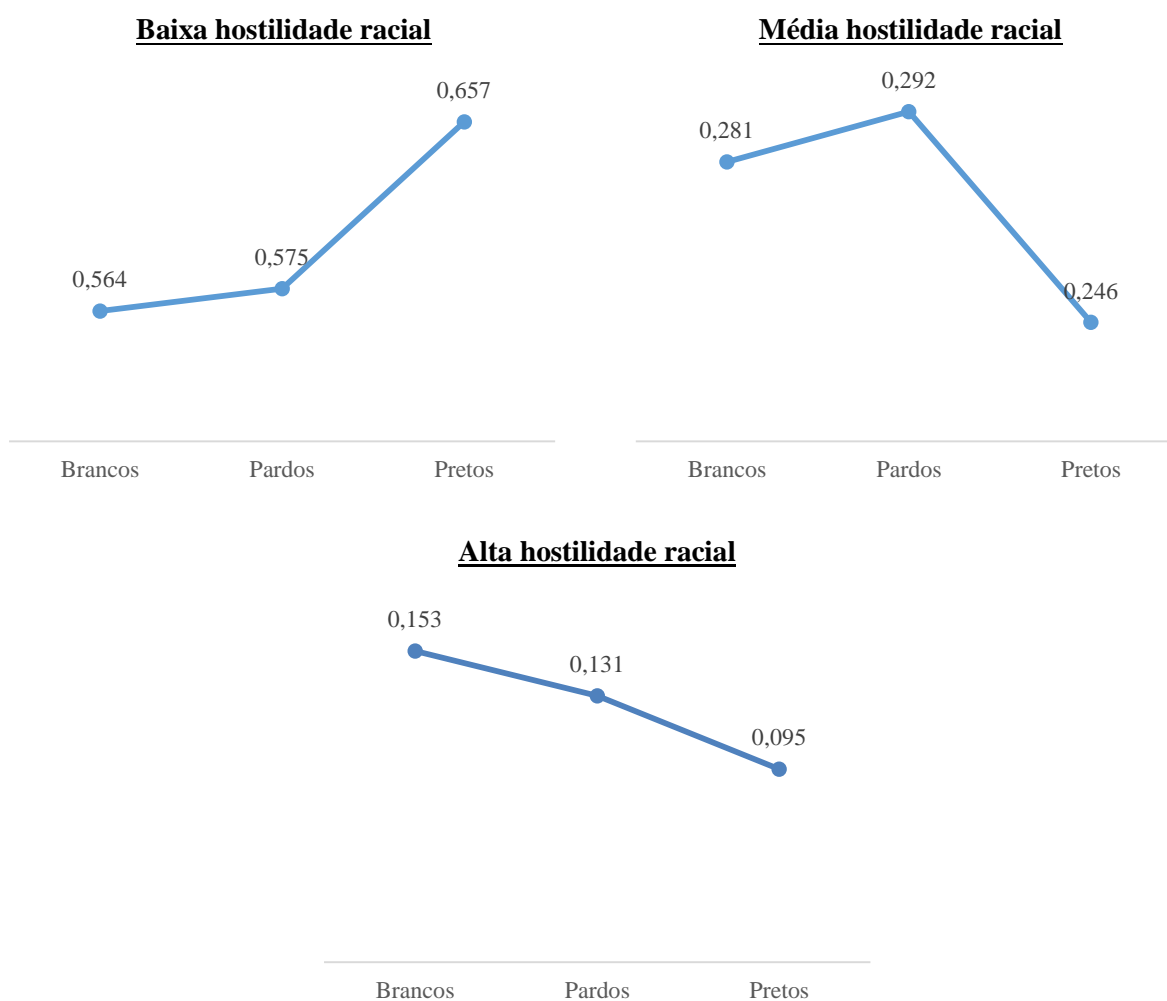 Baixa hostilidade racial
0,657
0,575
0,564
Brancos Pardos Pretos
Média hostilidade racial
0,292
0,281
0,246
Brancos Pardos Pretos
Alta hostilidade racial
0,153
0,131
0,095
Brancos Pardos Pretos